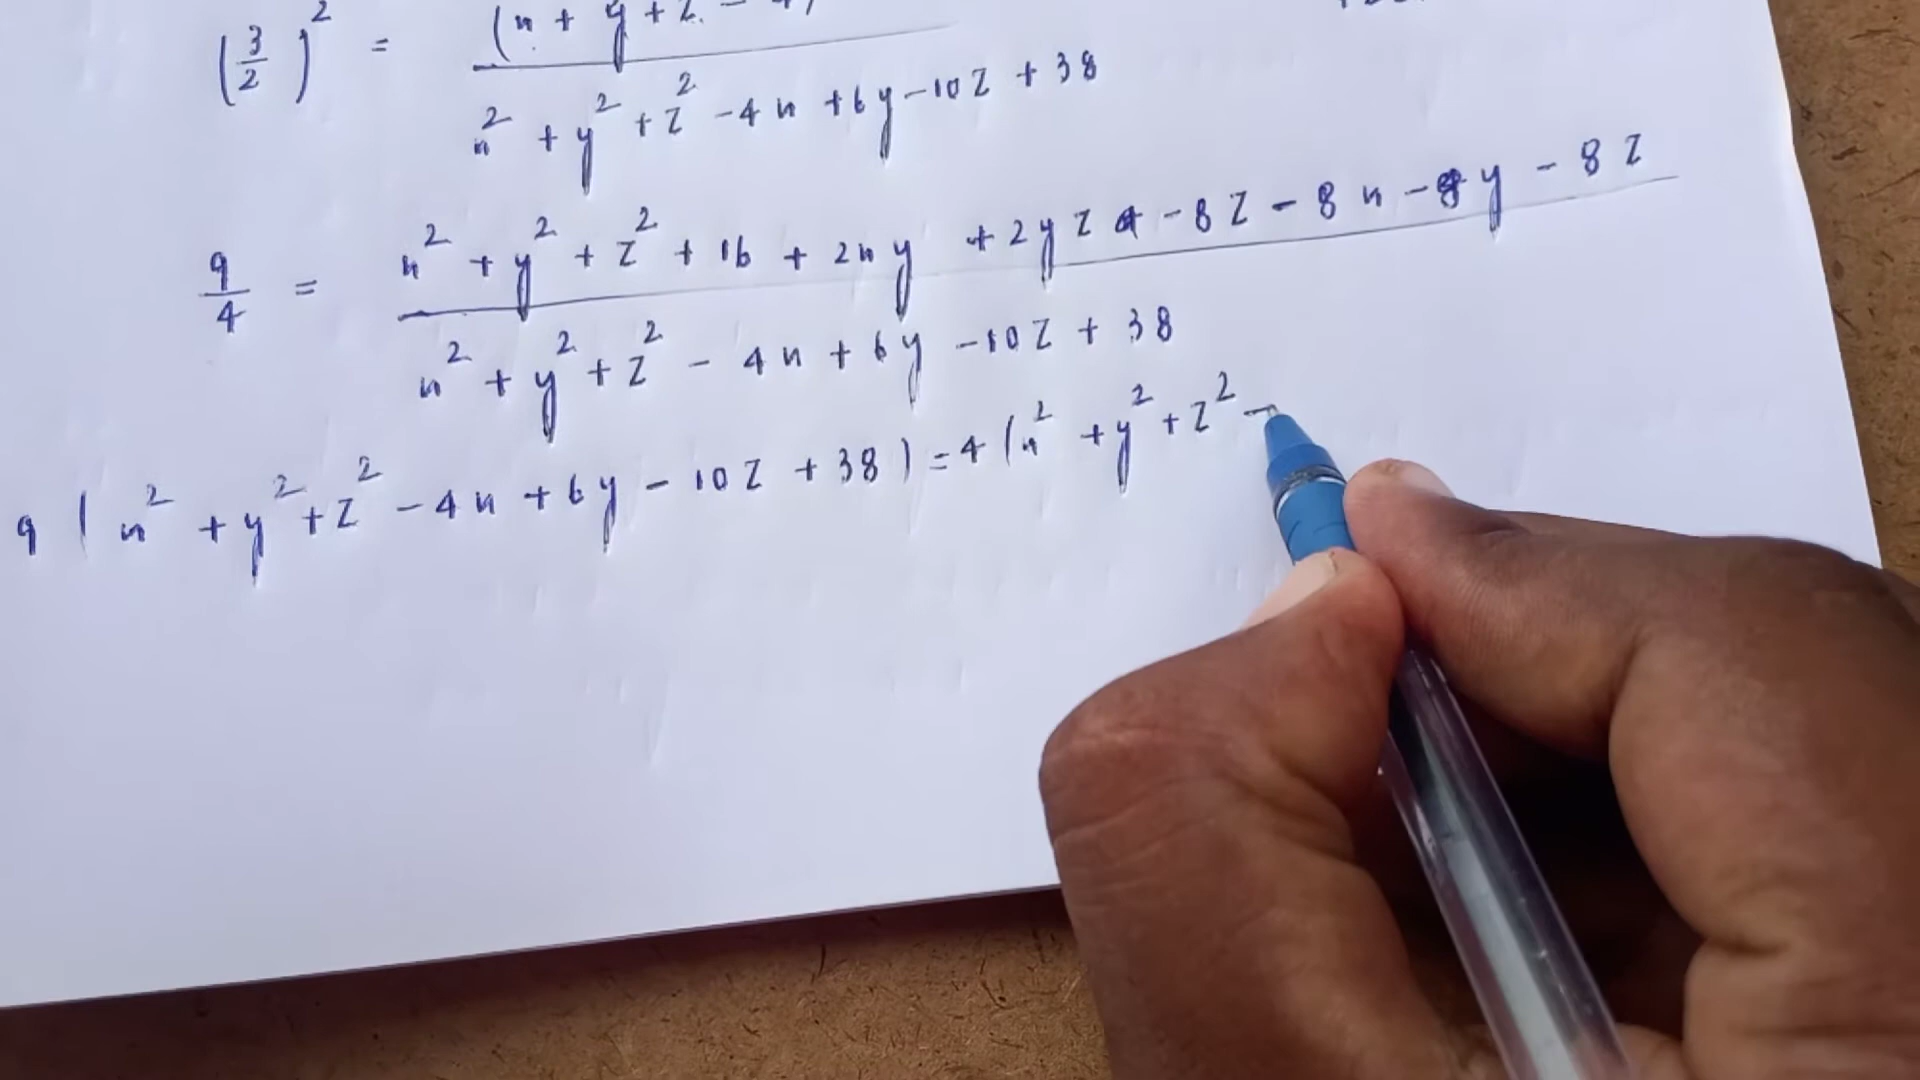 (3/2)² = (x + y + z - 4)
x² + y² + z² - 4x + 6y - 10z + 38
9/4 = x² + y² + z² + 16 + 2xy + 2yz - 8z - 8x - 8y - 8z
x² + y² + z² - 4x + 6y - 10z + 38
9(x² + y² + z² - 4x + 6y - 10z + 38) = 4(x² + y² + z² -